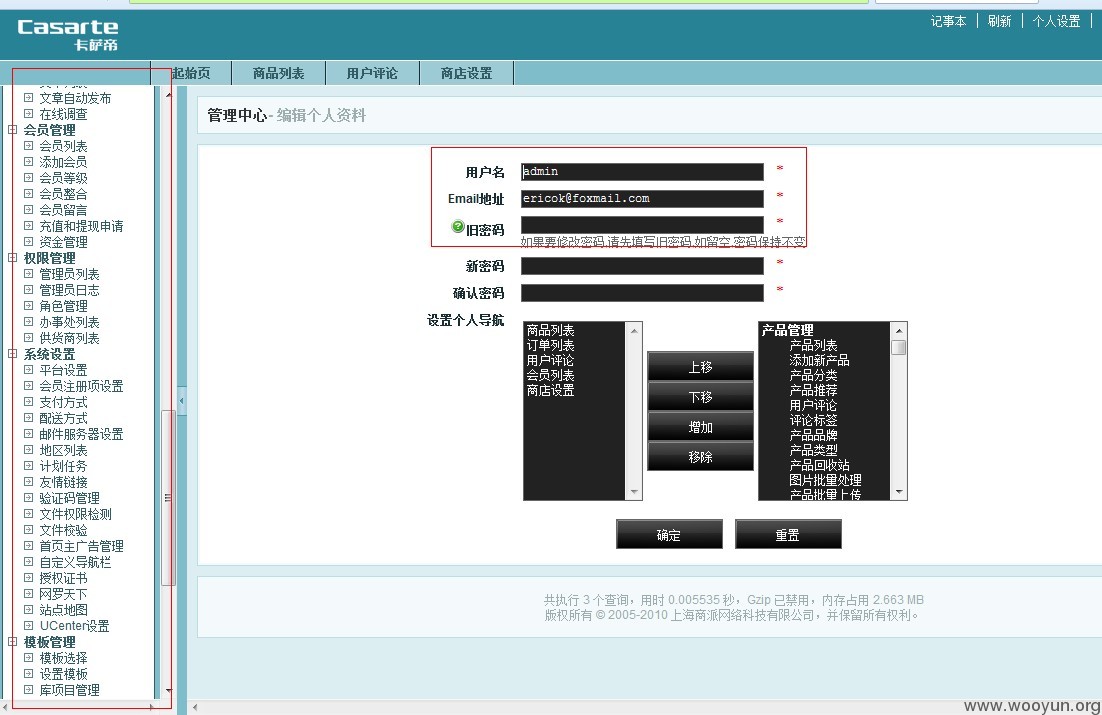 Casarte
卡萨帝
记事本 刷新 个人设置
起始页 商品列表 用户评论 商店设置
文章自动发布
在线调查
会员管理
会员列表
添加会员
会员等级
会员整合
会员留言
充值和提现申请
资金管理
权限管理
管理员列表
管理员日志
角色管理
办事处列表
供货商列表
系统设置
平台设置
会员注册项设置
支付方式
配送方式
邮件服务器设置
地区列表
计划任务
友情链接
验证码管理
文件权限检测
文件校验
首页主广告管理
自定义导航栏
授权证书
网罗天下
站点地图
UCenter设置
模板管理
模板选择
设置模板
库项目管理
管理中心- 编辑个人资料
用户名 admin *
Email地址 ericok@foxmail.com *
旧密码 *
如果要修改密码,请先填写旧密码,如留空,密码保持不变
新密码 *
确认密码 *
设置个人导航
商品列表
订单列表
用户评论
会员列表
商店设置
上移
下移
增加
移除
产品管理
产品列表
添加新产品
产品分类
产品推荐
用户评论
评论标签
产品品牌
产品类型
产品回收站
图片批量处理
产品批量上传
确定 重置
共执行 3 个查询，用时 0.005535 秒，Gzip 已禁用，内存占用 2.663 MB
版权所有 © 2005-2010 上海商派网络科技有限公司，并保留所有权利。
www.wooyun.org